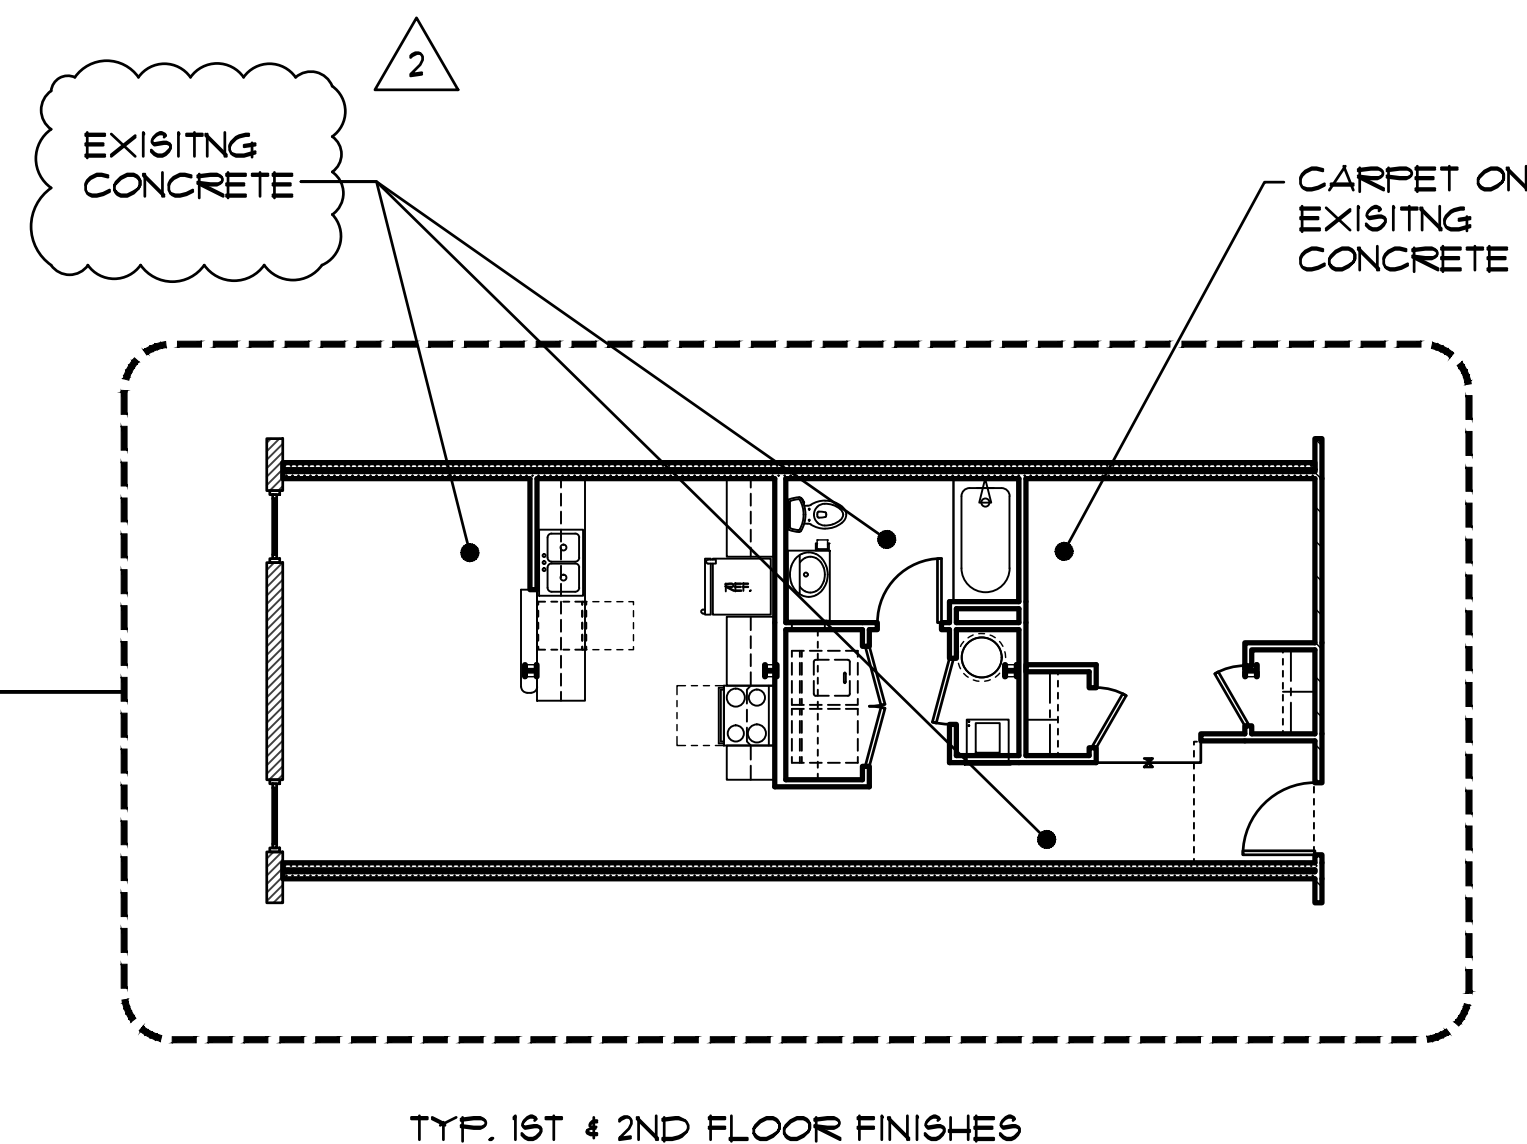 2
EXISITNG
CONCRETE
CARPET ON
EXISITNG
CONCRETE
REF.
TYP. 1ST & 2ND FLOOR FINISHES